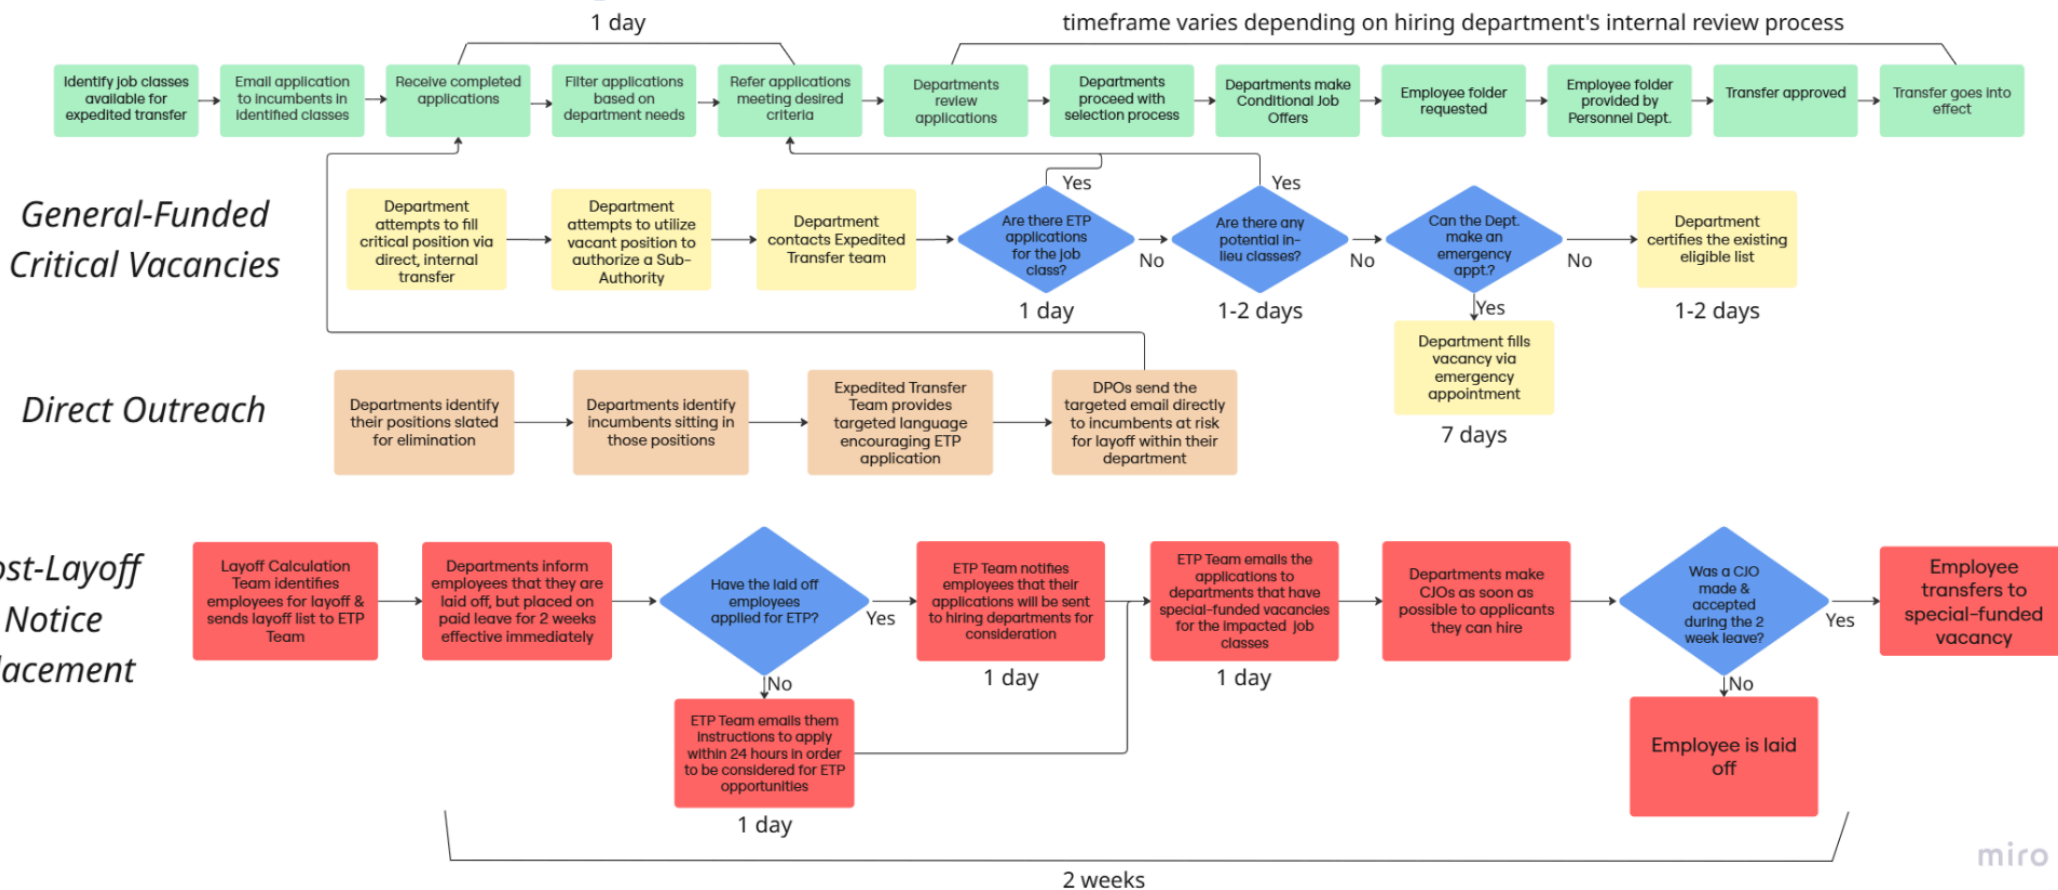 1 day
timeframe varies depending on hiring department's internal review process
Identify job classes
available for
expedited transfer
Email application
to incumbents in
identified classes
Receive completed
applications
Filter applications
based on
department needs
Refer applications
meeting desired
criteria
Departments
review
applications
Departments
proceed with
selection process
Departments make
Conditional Job
Offers
Employee folder
requested
Employee folder
provided by
Personnel Dept.
Transfer approved
Transfer goes into
effect
General-Funded
Critical Vacancies
Department
attempts to fill
critical position via
direct, internal
transfer
Department
attempts to utilize
vacant position to
authorize a Sub-
Authority
Department
contacts Expedited
Transfer team
Are there ETP
applications
for the job
class?
Yes
No
1 day
Are there any
potential in-
lieu classes?
Yes
No
1-2 days
Can the Dept.
make an
emergency
appt.?
No
Yes
Department
certifies the existing
eligible list
1-2 days
Department fills
vacancy via
emergency
appointment
7 days
Direct Outreach
Departments identify
their positions slated
for elimination
Departments identify
incumbents sitting in
those positions
Expedited Transfer
Team provides
targeted language
encouraging ETP
application
DPOs send the
targeted email directly
to incumbents at risk
for layoff within their
department
ost-Layoff
Notice
lacement
Layoff Calculation
Team identifies
employees for layoff &
sends layoff list to ETP
Team
Departments inform
employees that they are
laid off, but placed on
paid leave for 2 weeks
effective immediately
Have the laid off
employees
applied for ETP?
Yes
No
ETP Team notifies
employees that their
applications will be sent
to hiring departments for
consideration
1 day
ETP Team emails the
applications to
departments that have
special-funded vacancies
for the impacted job
classes
1 day
Departments make
CJOs as soon as
possible to applicants
they can hire
Was a CJO
made &
accepted
during the 2
week leave?
Yes
No
Employee
transfers to
special-funded
vacancy
ETP Team emails them
instructions to apply
within 24 hours in order
to be considered for ETP
opportunities
1 day
Employee is laid
off
2 weeks
miro